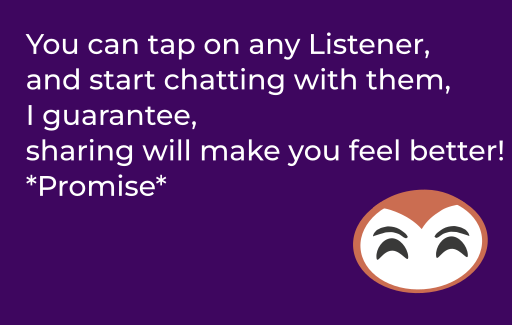 You can tap on any Listener,
and start chatting with them,
I guarantee,
sharing will make you feel better!
*Promise*